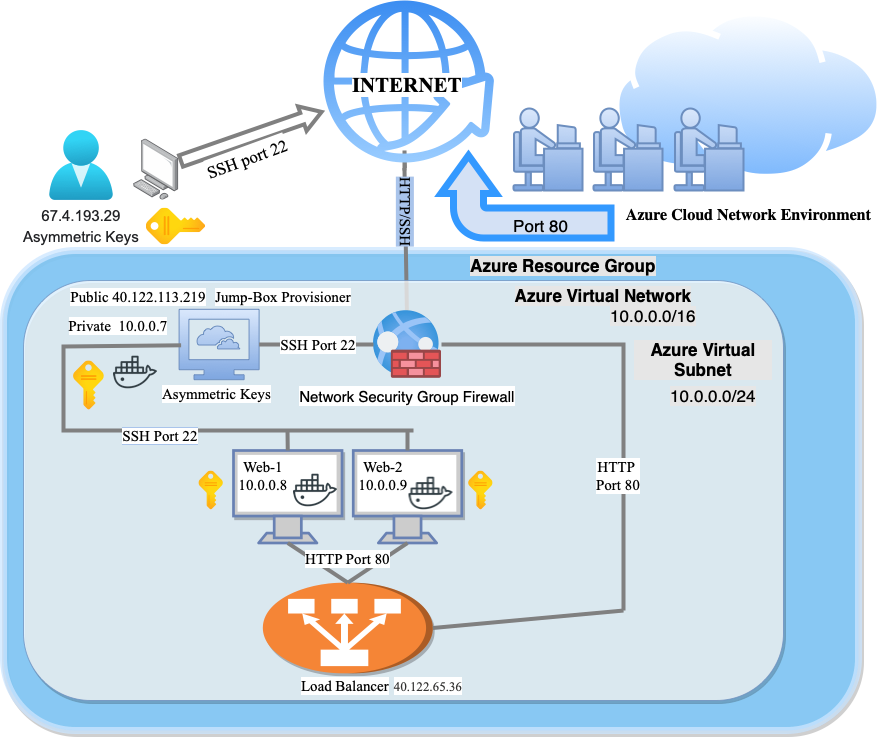 INTERNET
SSH port 22
67.4.193.29
Asymmetric Keys
HTTP/SSH
Port 80
Azure Cloud Network Environment
Azure Resource Group
Public 40.122.113.219
Jump-Box Provisioner
Azure Virtual Network
10.0.0.0/16
Private 10.0.0.7
SSH Port 22
Azure Virtual
Subnet
10.0.0.0/24
Asymmetric Keys
Network Security Group Firewall
SSH Port 22
Web-1
10.0.0.8
Web-2
10.0.0.9
HTTP
Port 80
HTTP Port 80
Load Balancer
40.122.65.36